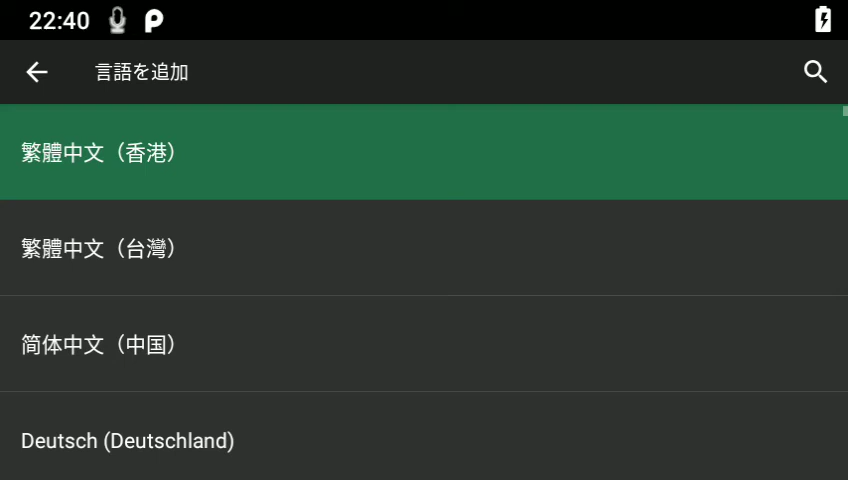 22:40
言語を追加
繁體中文（香港）
繁體中文（台灣）
简体中文（中国）
Deutsch (Deutschland)